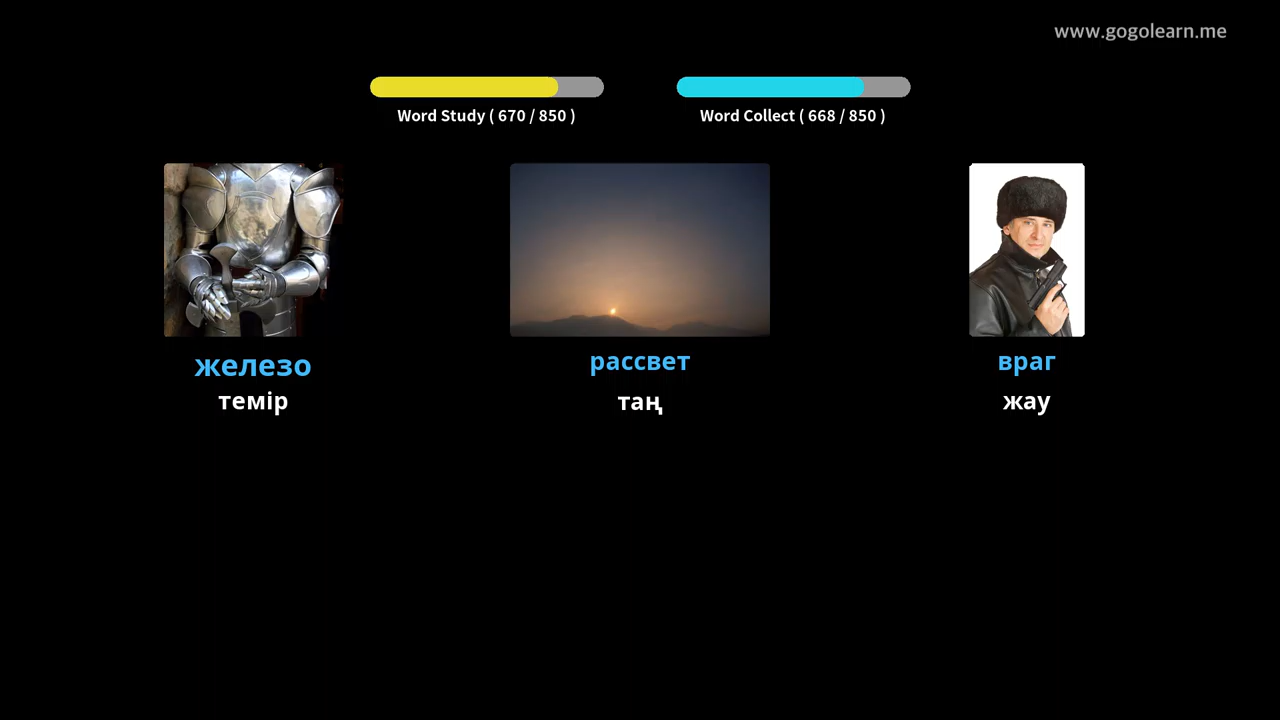 www.gogolearn.me
Word Study ( 670 / 850 )
Word Collect ( 668 / 850 )
железо
темір
рассвет
таң
враг
жау